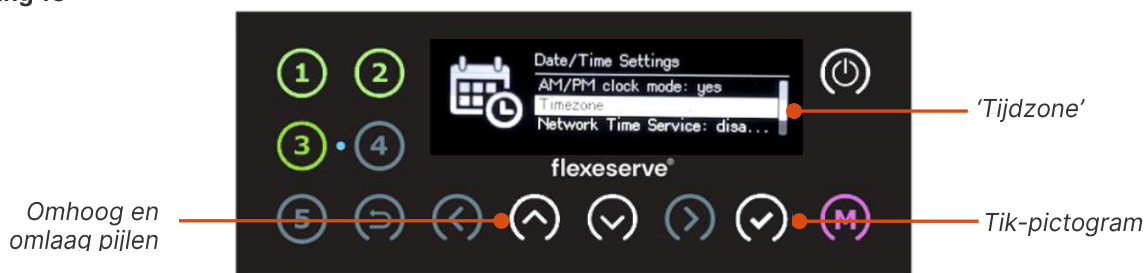 1 2
Date/Time Settings
AM/PM clock mode: yes
Timezone
Network Time Service: disa...
'Tijdzone'
3 4
flexeserve®
Omhoog en
omlaag pijlen
5
M
Tik-pictogram